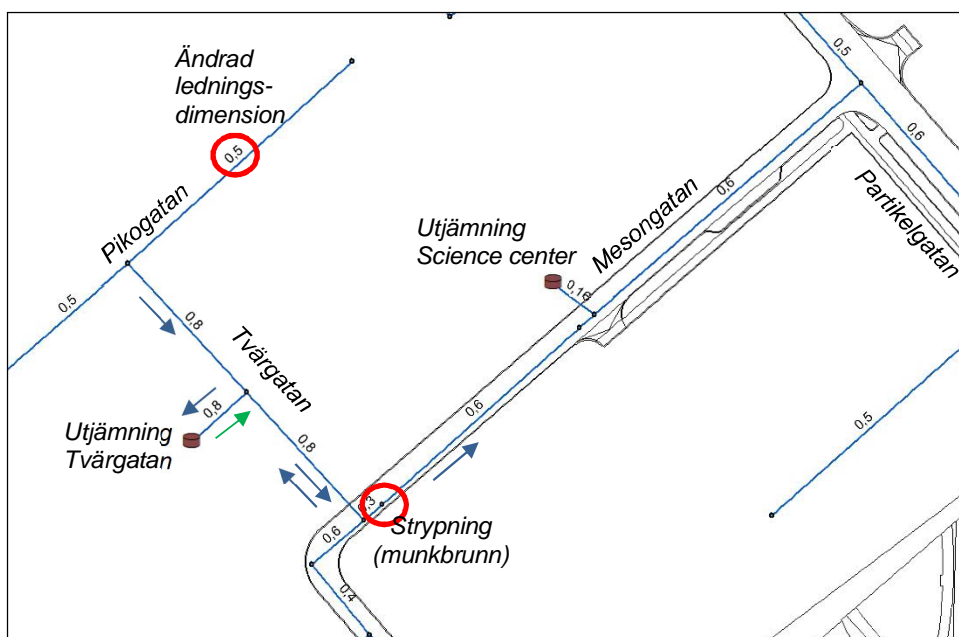 Ändrad
lednings-
dimension
0,5
Pikogatan
0,5
0,8
Tvärgatan
0,8
Utjämning
Tvärgatan
0,8
Utjämning
Science center
0,16
Mesongatan
0,6
0,5
0,6
Partikelgatan
0,6
0,5
Strypning
(munkbrunn)
0,6
0,4